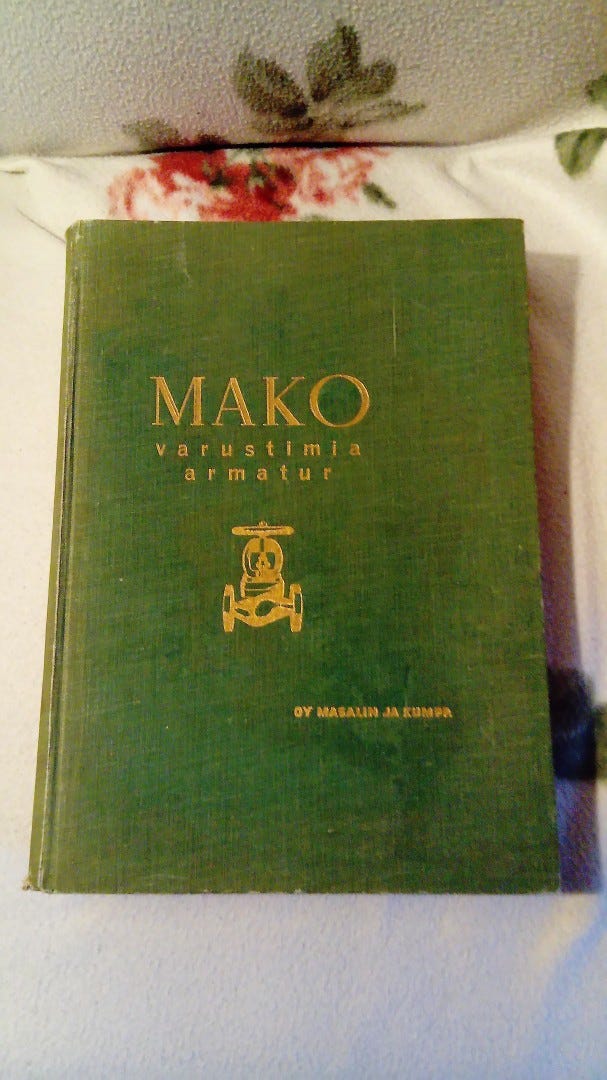 MAKO
varustimia
armatur
OY MASALIN JA KUMPP.